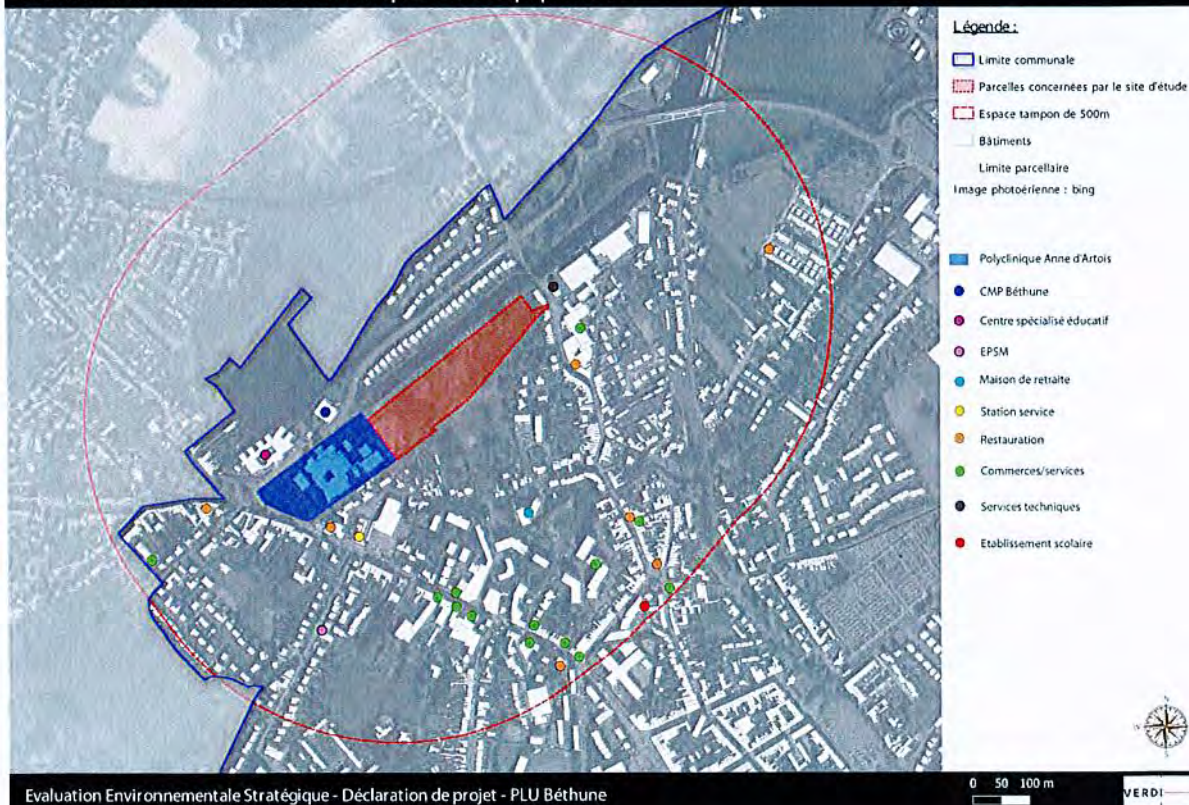 Légende :
Limite communale
Parcelles concernées par le site d'étude
Espace tampon de 500m
Bâtiments
Limite parcellaire
Image photoérienne : bing
Polyclinique Anne d'Artois
CMP Béthune
Centre spécialisé éducatif
EPSM
Maison de retraite
Station service
Restauration
Commerces/services
Services techniques
Etablissement scolaire
Evaluation Environnementale Stratégique - Déclaration de projet - PLU Béthune
0 50 100 m
VERDI